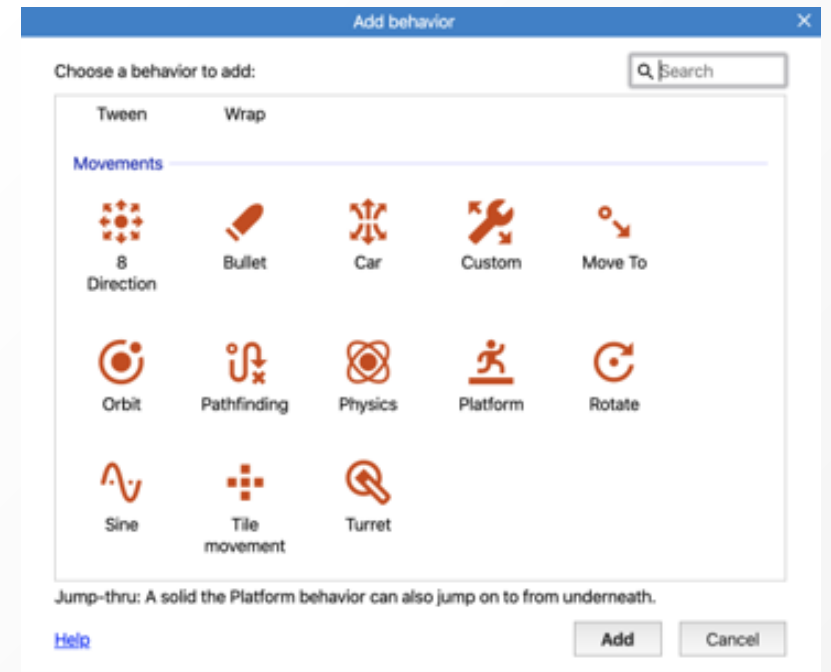 Add behavior
Choose a behavior to add:
Search
Tween Wrap
Movements
8 Direction
Bullet
Car
Custom
Move To
Orbit
Pathfinding
Physics
Platform
Rotate
Sine
Tile movement
Turret
Jump-thru: A solid the Platform behavior can also jump on to from underneath.
Help
Add
Cancel